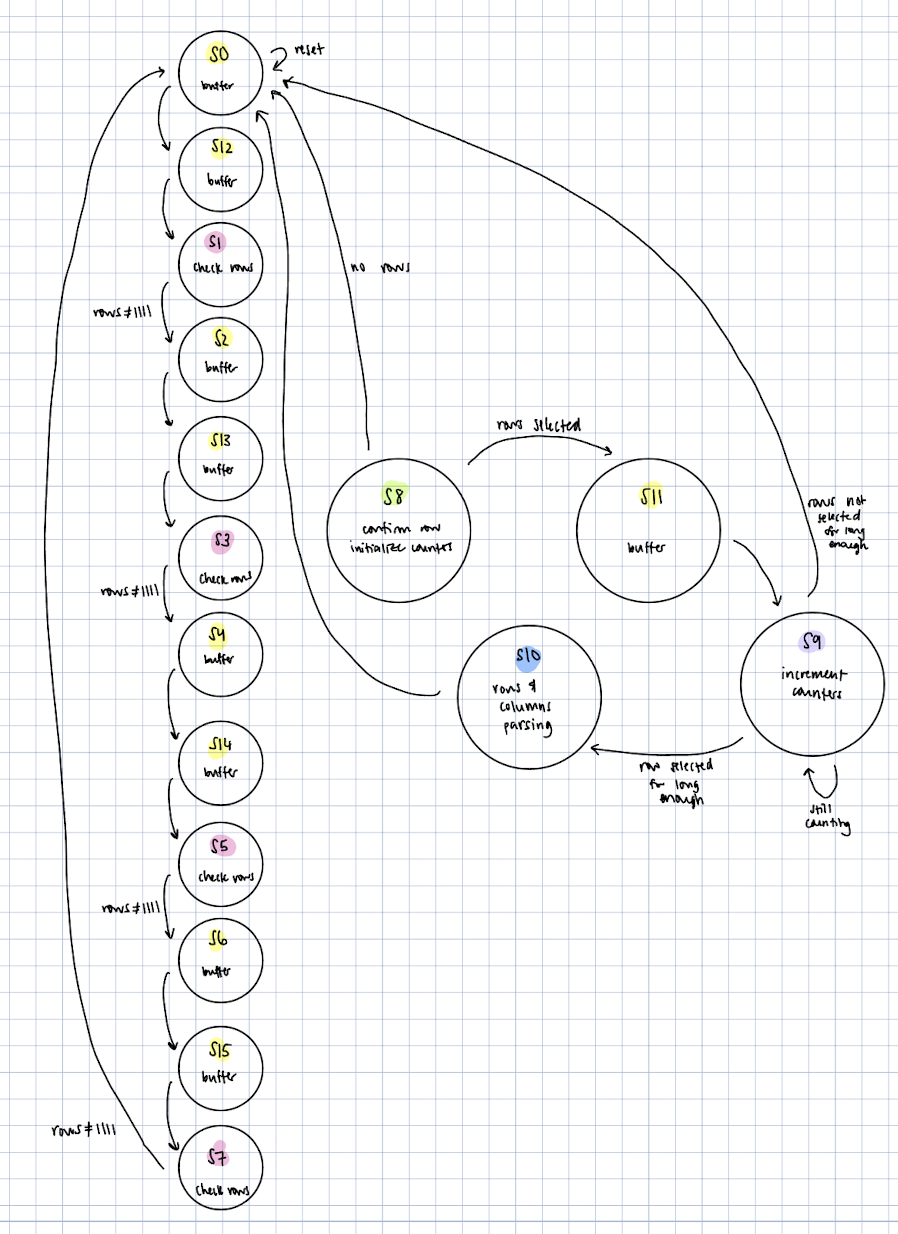 S0
buffer
reset
S12
buffer
S1
check rows
rows≠1111
S2
buffer
S13
buffer
S3
check rows
rows≠1111
S4
buffer
S14
buffer
S5
check rows
rows≠1111
S6
buffer
S15
buffer
rows≠1111
S7
check rows
no rows
S8
confirm row
initialize counters
rows selected
S11
buffer
rows not
selected
for long
enough
S9
increment
counters
still
counting
row selected
for long
enough
S10
rows &
columns
parsing